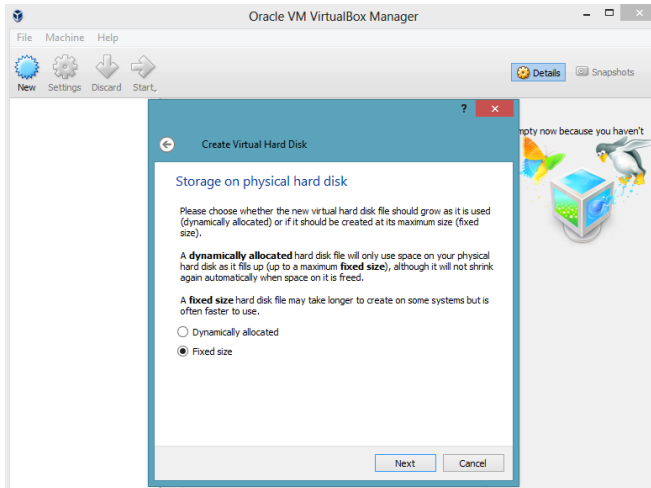 Oracle VM VirtualBox Manager
File Machine Help
New Settings Discard Start
Details Snapshots
mpty now because you haven't
Create Virtual Hard Disk
Storage on physical hard disk
Please choose whether the new virtual hard disk file should grow as it is used
(dynamically allocated) or if it should be created at its maximum size (fixed
size).
A dynamically allocated hard disk file will only use space on your physical
hard disk as it fills up (up to a maximum fixed size), although it will not shrink
again automatically when space on it is freed.
A fixed size hard disk file may take longer to create on some systems but is
often faster to use.
Dynamically allocated
Fixed size
Next Cancel